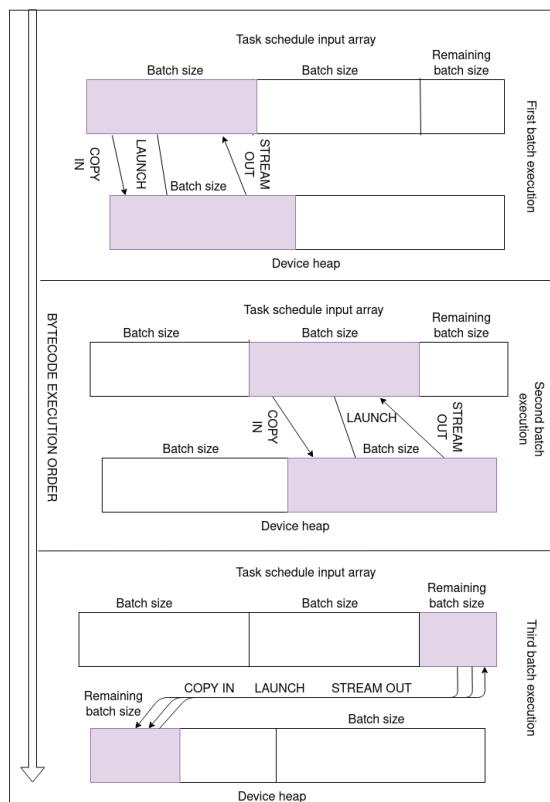 Task schedule input array
Batch size
Batch size
Remaining
batch size
COPY
IN
LAUNCH
Batch size
STREAM
OUT
Device heap
First batch execution
BYTECODE EXECUTION ORDER
Task schedule input array
Batch size
Batch size
Remaining
batch size
COPY
IN
LAUNCH
STREAM
OUT
Batch size
Batch size
Device heap
Second batch
execution
Task schedule input array
Batch size
Batch size
Remaining
batch size
COPY IN LAUNCH STREAM OUT
Remaining
batch size
Batch size
Device heap
Third batch execution